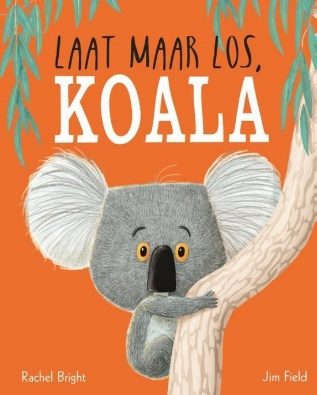 LAAT MAAR LOS,
KOALA
Rachel Bright
Jim Field